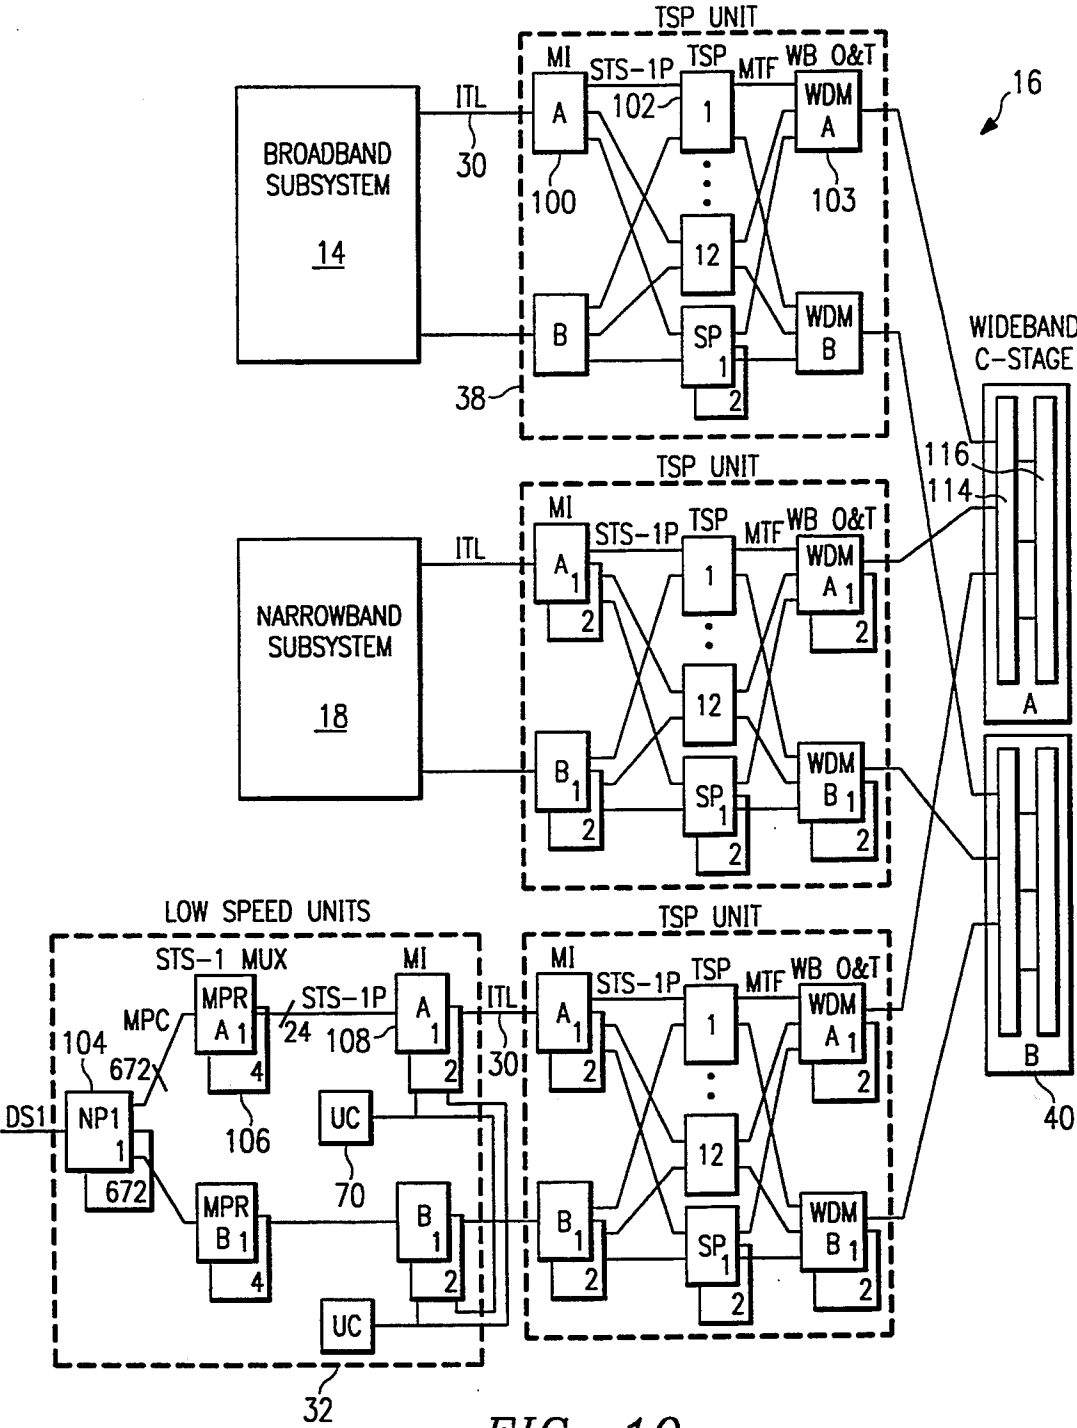 TSP UNIT
MI
STS-1P
TSP
MTF
WB O&T
16
ITL
30
A
100
102
1
WDM
A
103
BROADBAND
SUBSYSTEM
14
12
B
SP
1
2
WDM
B
38
WIDEBAND
C-STAGE
116
114
A
B
40
TSP UNIT
MI
STS-1P
TSP
MTF
WB O&T
ITL
A 1
2
1
WDM
A 1
2
NARROWBAND
SUBSYSTEM
18
12
B 1
2
SP 1
2
WDM
B 1
2
LOW SPEED UNITS
STS-1 MUX
MI
MPC
MPR
A 1
4
106
24
STS-1P
108
A 1
2
ITL
30
104
672
DS1
NP1
1
672
UC
70
MPR
B 1
4
B 1
2
UC
32
TSP UNIT
MI
STS-1P
TSP
MTF
WB O&T
A 1
2
1
WDM
A 1
2
12
B 1
2
SP 1
2
WDM
B 1
2